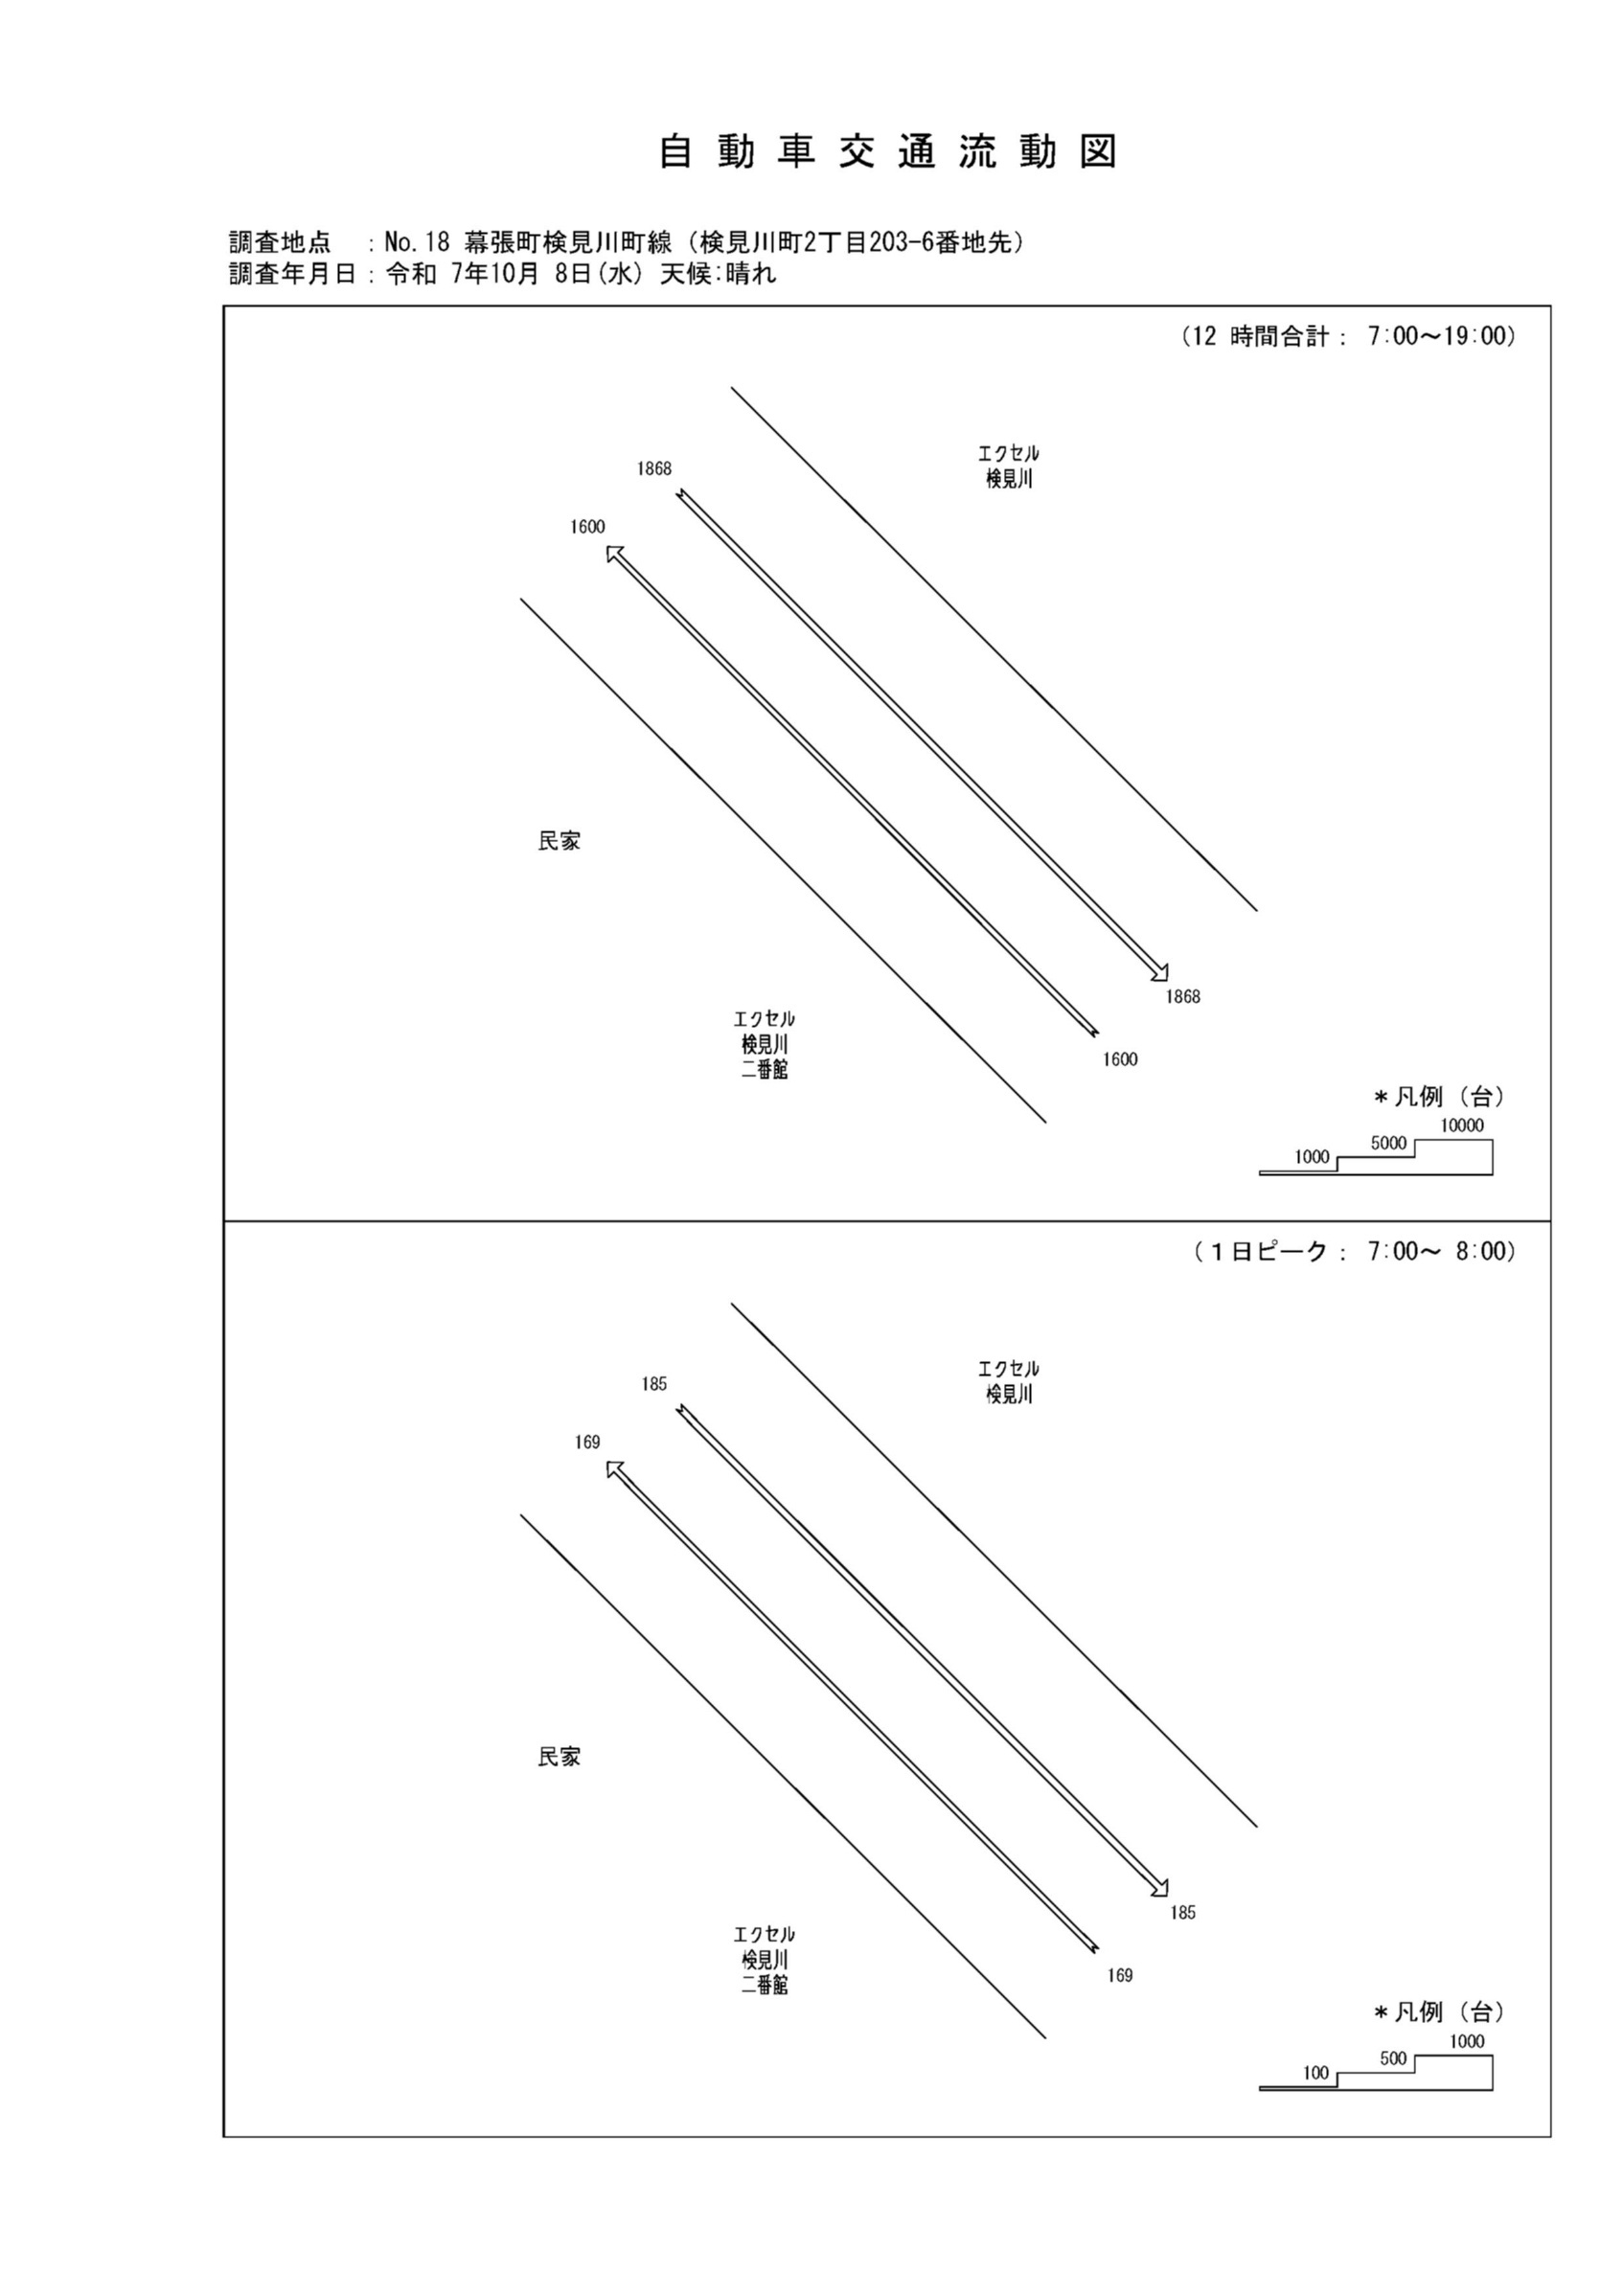 自動車交通流動図
調査地点　：No.18 幕張町検見川町線（検見川町2丁目203-6番地先）
調査年月日：令和 7年10月 8日(水) 天候:晴れ
(12 時間合計： 7:00～19:00)
エクセル
検見川
1868
1600
民家
エクセル
検見川
二番館
1868
1600
＊凡例（台）
10000
5000
1000
(１日ピーク： 7:00～ 8:00)
エクセル
検見川
185
169
民家
エクセル
検見川
二番館
185
169
＊凡例（台）
1000
500
100